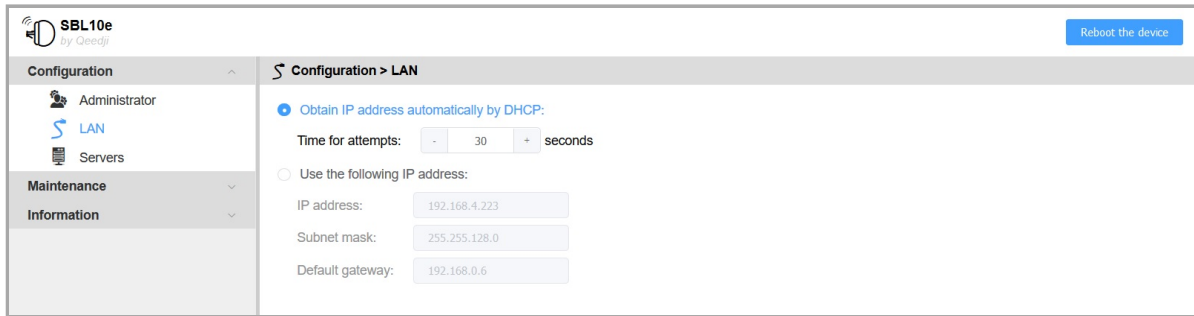 SBL10e
by Qeedji
Reboot the device
Configuration
Administrator
LAN
Servers
Maintenance
Information
Configuration > LAN
Obtain IP address automatically by DHCP:
Time for attempts: - 30 + seconds
Use the following IP address:
IP address: 192.168.4.223
Subnet mask: 255.255.128.0
Default gateway: 192.168.0.6